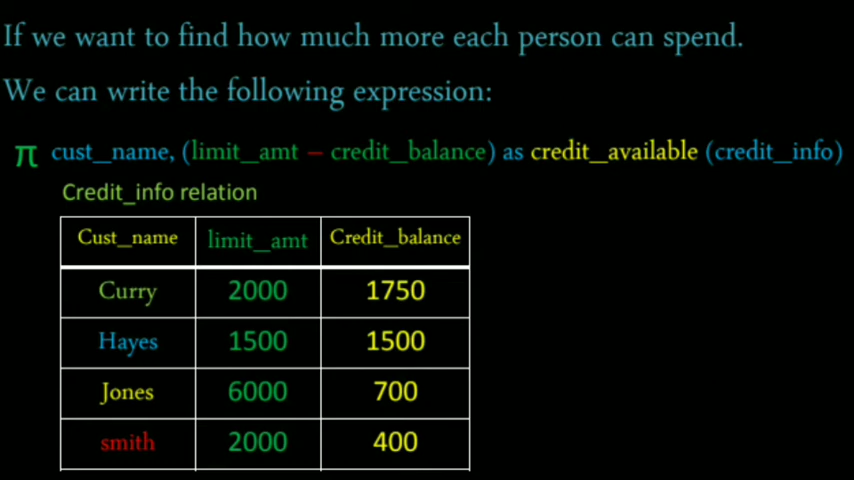 If we want to find how much more each person can spend.
We can write the following expression:
π cust_name, (limit_amt – credit_balance) as credit_available (credit_info)
Credit_info relation
Cust_name limit_amt Credit_balance
Curry 2000 1750
Hayes 1500 1500
Jones 6000 700
smith 2000 400